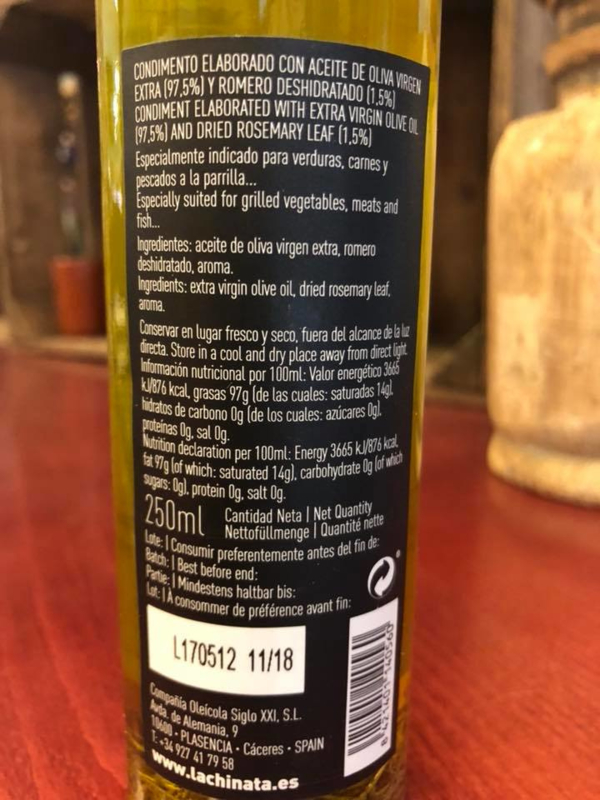 CONDIMENTO ELABORADO CON ACEITE DE OLIVA VIRGEN
EXTRA (97,5%) Y ROMERO DESHIDRATADO (1,5%)
CONDIMENT ELABORATED WITH EXTRA VIRGIN OLIVE OIL
(97,5%) AND DRIED ROSEMARY LEAF (1,5%)
Especialmente indicado para verduras, carnes y
pescados a la parrilla...
Especially suited for grilled vegetables, meats and
fish...
Ingredientes: aceite de oliva virgen extra, romero
deshidratado, aroma.
Ingredients: extra virgin olive oil, dried rosemary leaf,
aroma.
Conservar en lugar fresco y seco, fuera del alcance de la luz
directa. Store in a cool and dry place away from direct light.
Información nutricional por 100ml: Valor energético 3665
kJ/876 kcal, grasas 97g (de las cuales: saturadas 14g),
hidratos de carbono 0g (de los cuales: azúcares 0g),
proteínas 0g, sal 0g.
Nutrition declaration per 100ml: Energy 3665 kJ/876 kcal,
fat 97g (of which: saturated 14g), carbohydrate 0g (of which
sugars: 0g), protein 0g, salt 0g.
250ml Cantidad Neta | Net Quantity
Nettofüllmenge | Quantité nette
Lote: | Consumir preferentemente antes del fin de:
Batch: | Best before end:
Partie: | Mindestens haltbar bis:
Lot: | À consommer de préférence avant fin:
L170512 11/18
Compañía Oleícola Siglo XXI, S.L.
Avda. de Alemania, 9
10600 • PLASENCIA • Cáceres • SPAIN
T: +34 927 41 79 58
www.lachinata.es